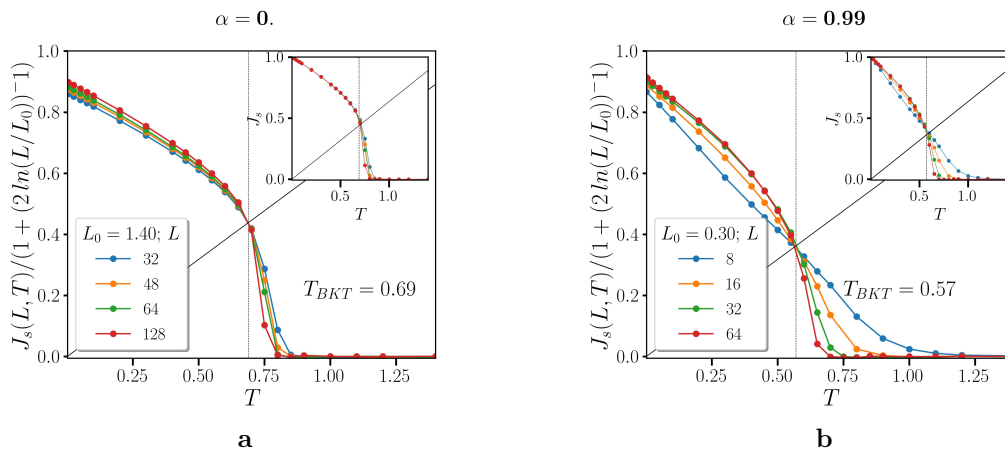 α = 0.
J_s(L, T)/(1 + (2 ln(L/L_0))^{-1})
1.0
0.8
0.6
0.4
0.2
0.0
0.25
0.50
0.75
1.00
1.25
T
L_0 = 1.40; L
32
48
64
128
T_{BKT} = 0.69
J_s
1.0
0.5
0.0
0.5
1.0
T
a
α = 0.99
J_s(L, T)/(1 + (2 ln(L/L_0))^{-1})
1.0
0.8
0.6
0.4
0.2
0.0
0.25
0.50
0.75
1.00
1.25
T
L_0 = 0.30; L
8
16
32
64
T_{BKT} = 0.57
J_s
1.0
0.5
0.0
0.5
1.0
T
b